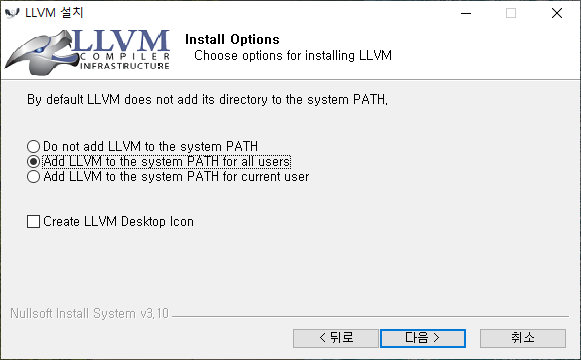 LLVM 설치
LLVM
COMPILER
INFRASTRUCTURE
Install Options
Choose options for installing LLVM
By default LLVM does not add its directory to the system PATH.
Do not add LLVM to the system PATH
Add LLVM to the system PATH for all users
Add LLVM to the system PATH for current user
Create LLVM Desktop Icon
Nullsoft Install System v3.10
< 뒤로
다음 >
취소